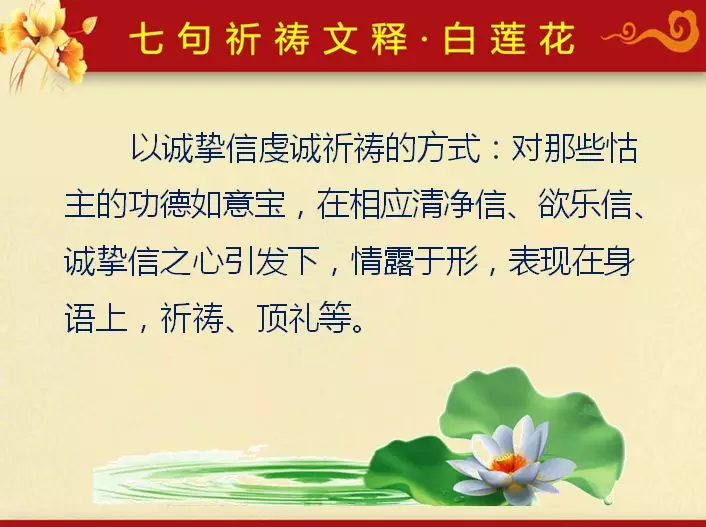 七句祈祷文释·白莲花
以诚挚信虔诚祈祷的方式：对那些怙
主的功德如意宝，在相应清净信、欲乐信、
诚挚信之心引发下，情露于形，表现在身
语上，祈祷、顶礼等。